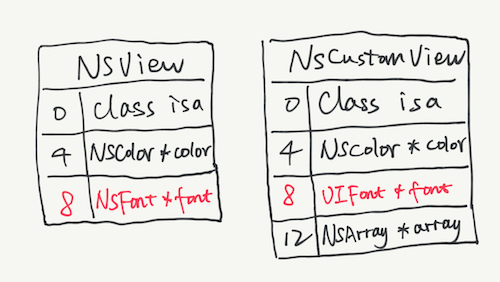 NSView
0 Class isa
4 NSColor * color
8 NSFont * font
NSCustomView
0 Class isa
4 NSColor * color
8 UIFont * font
12 NSArray * array